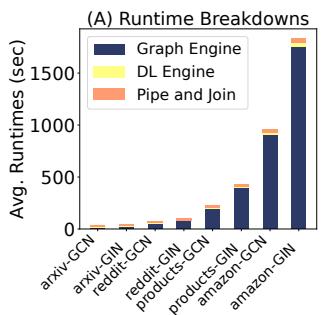 (A) Runtime Breakdowns
Graph Engine
DL Engine
Pipe and Join
Avg. Runtimes (sec)
1500
1000
500
0
arxiv-GCN
arxiv-GIN
reddit-GCN
reddit-GIN
products-GCN
products-GIN
amazon-GCN
amazon-GIN